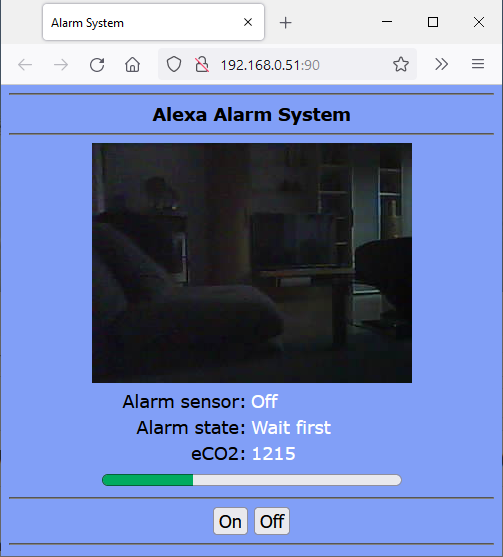 Alarm System
192.168.0.51:90
Alexa Alarm System
Alarm sensor: Off
Alarm state: Wait first
eCO2: 1215
On Off